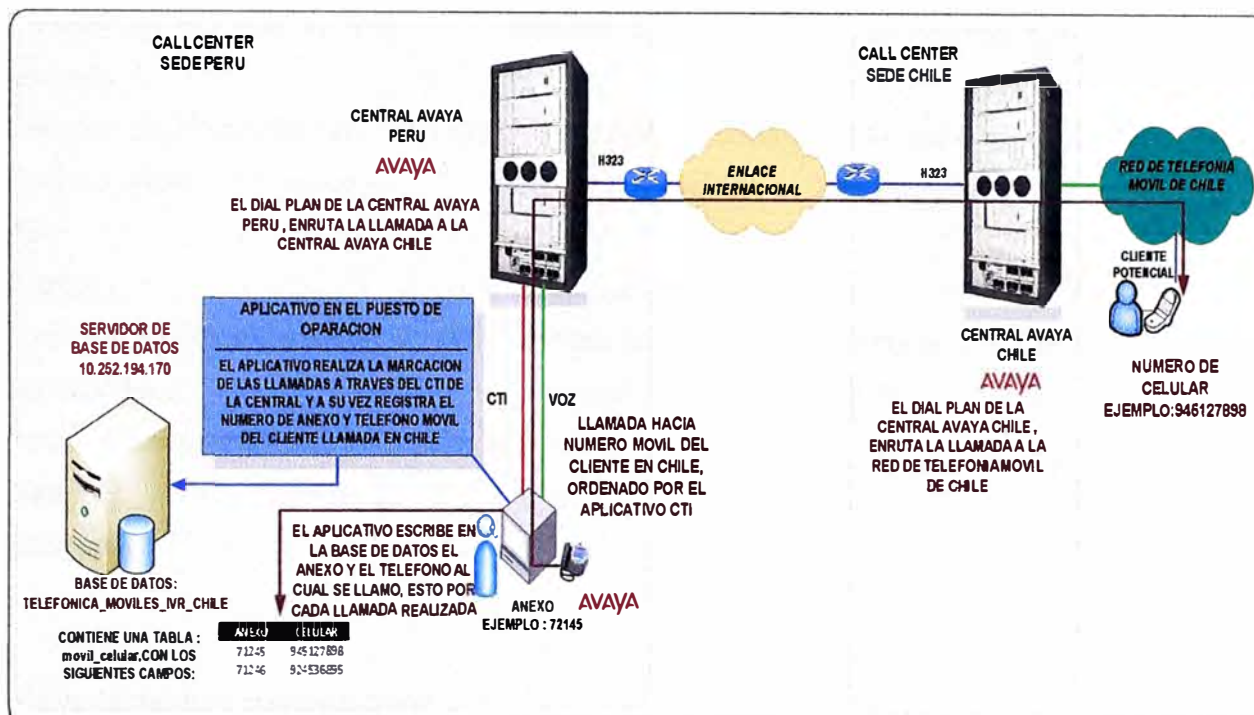 CALLCENTER
SEDE PERU
CENTRAL AVAYA
PERU
AVAYA
EL DIAL PLAN DE LA CENTRAL AVAYA
PERU , ENRUTA LA LLAMADA A LA
CENTRAL AVAYA CHILE
H323
ENLACE
INTERNACIONAL
H323
CALL CENTER
SEDE CHILE
RED DE TELEFONIA
MOVIL DE CHILE
CLIENTE
POTENCIAL
NUMERO DE
CELULAR
EJEMPLO:945127898
CENTRAL AVAYA
CHILE
AVAYA
EL DIAL PLAN DE LA
CENTRAL AVAYA CHILE ,
ENRUTA LA LLAMADA A LA
RED DE TELEFONIA MOVIL
DE CHILE
SERVIDOR DE
BASE DE DATOS
10.252.194.170
APLICATIVO EN EL PUESTO DE
OPARACION
EL APLICATIVO REALIZA LA MARCACION
DE LAS LLAMADAS A TRAVES DEL CTI DE
LA CENTRAL Y A SU VEZ REGISTRA EL
NUMERO DE ANEXO Y TELEFONO MOVIL
DEL CLIENTE LLAMADA EN CHILE
CTI
VOZ
LLAMADA HACIA
NUMERO MOVIL DEL
CLIENTE EN CHILE,
ORDENADO POR EL
APLICATIVO CTI
EL APLICATIVO ESCRIBE EN
LA BASE DE DATOS EL
ANEXO Y EL TELEFONO AL
CUAL SE LLAMO, ESTO POR
CADA LLAMADA REALIZADA
ANEXO
EJEMPLO : 72145
AVAYA
BASE DE DATOS:
TELEFONICA_MOVILES_IVR_CHILE
CONTIENE UNA TABLA :
movil_celular,CON LOS
SIGUIENTES CAMPOS:
ANEXO CELULAR
71245 945127898
71246 924536895